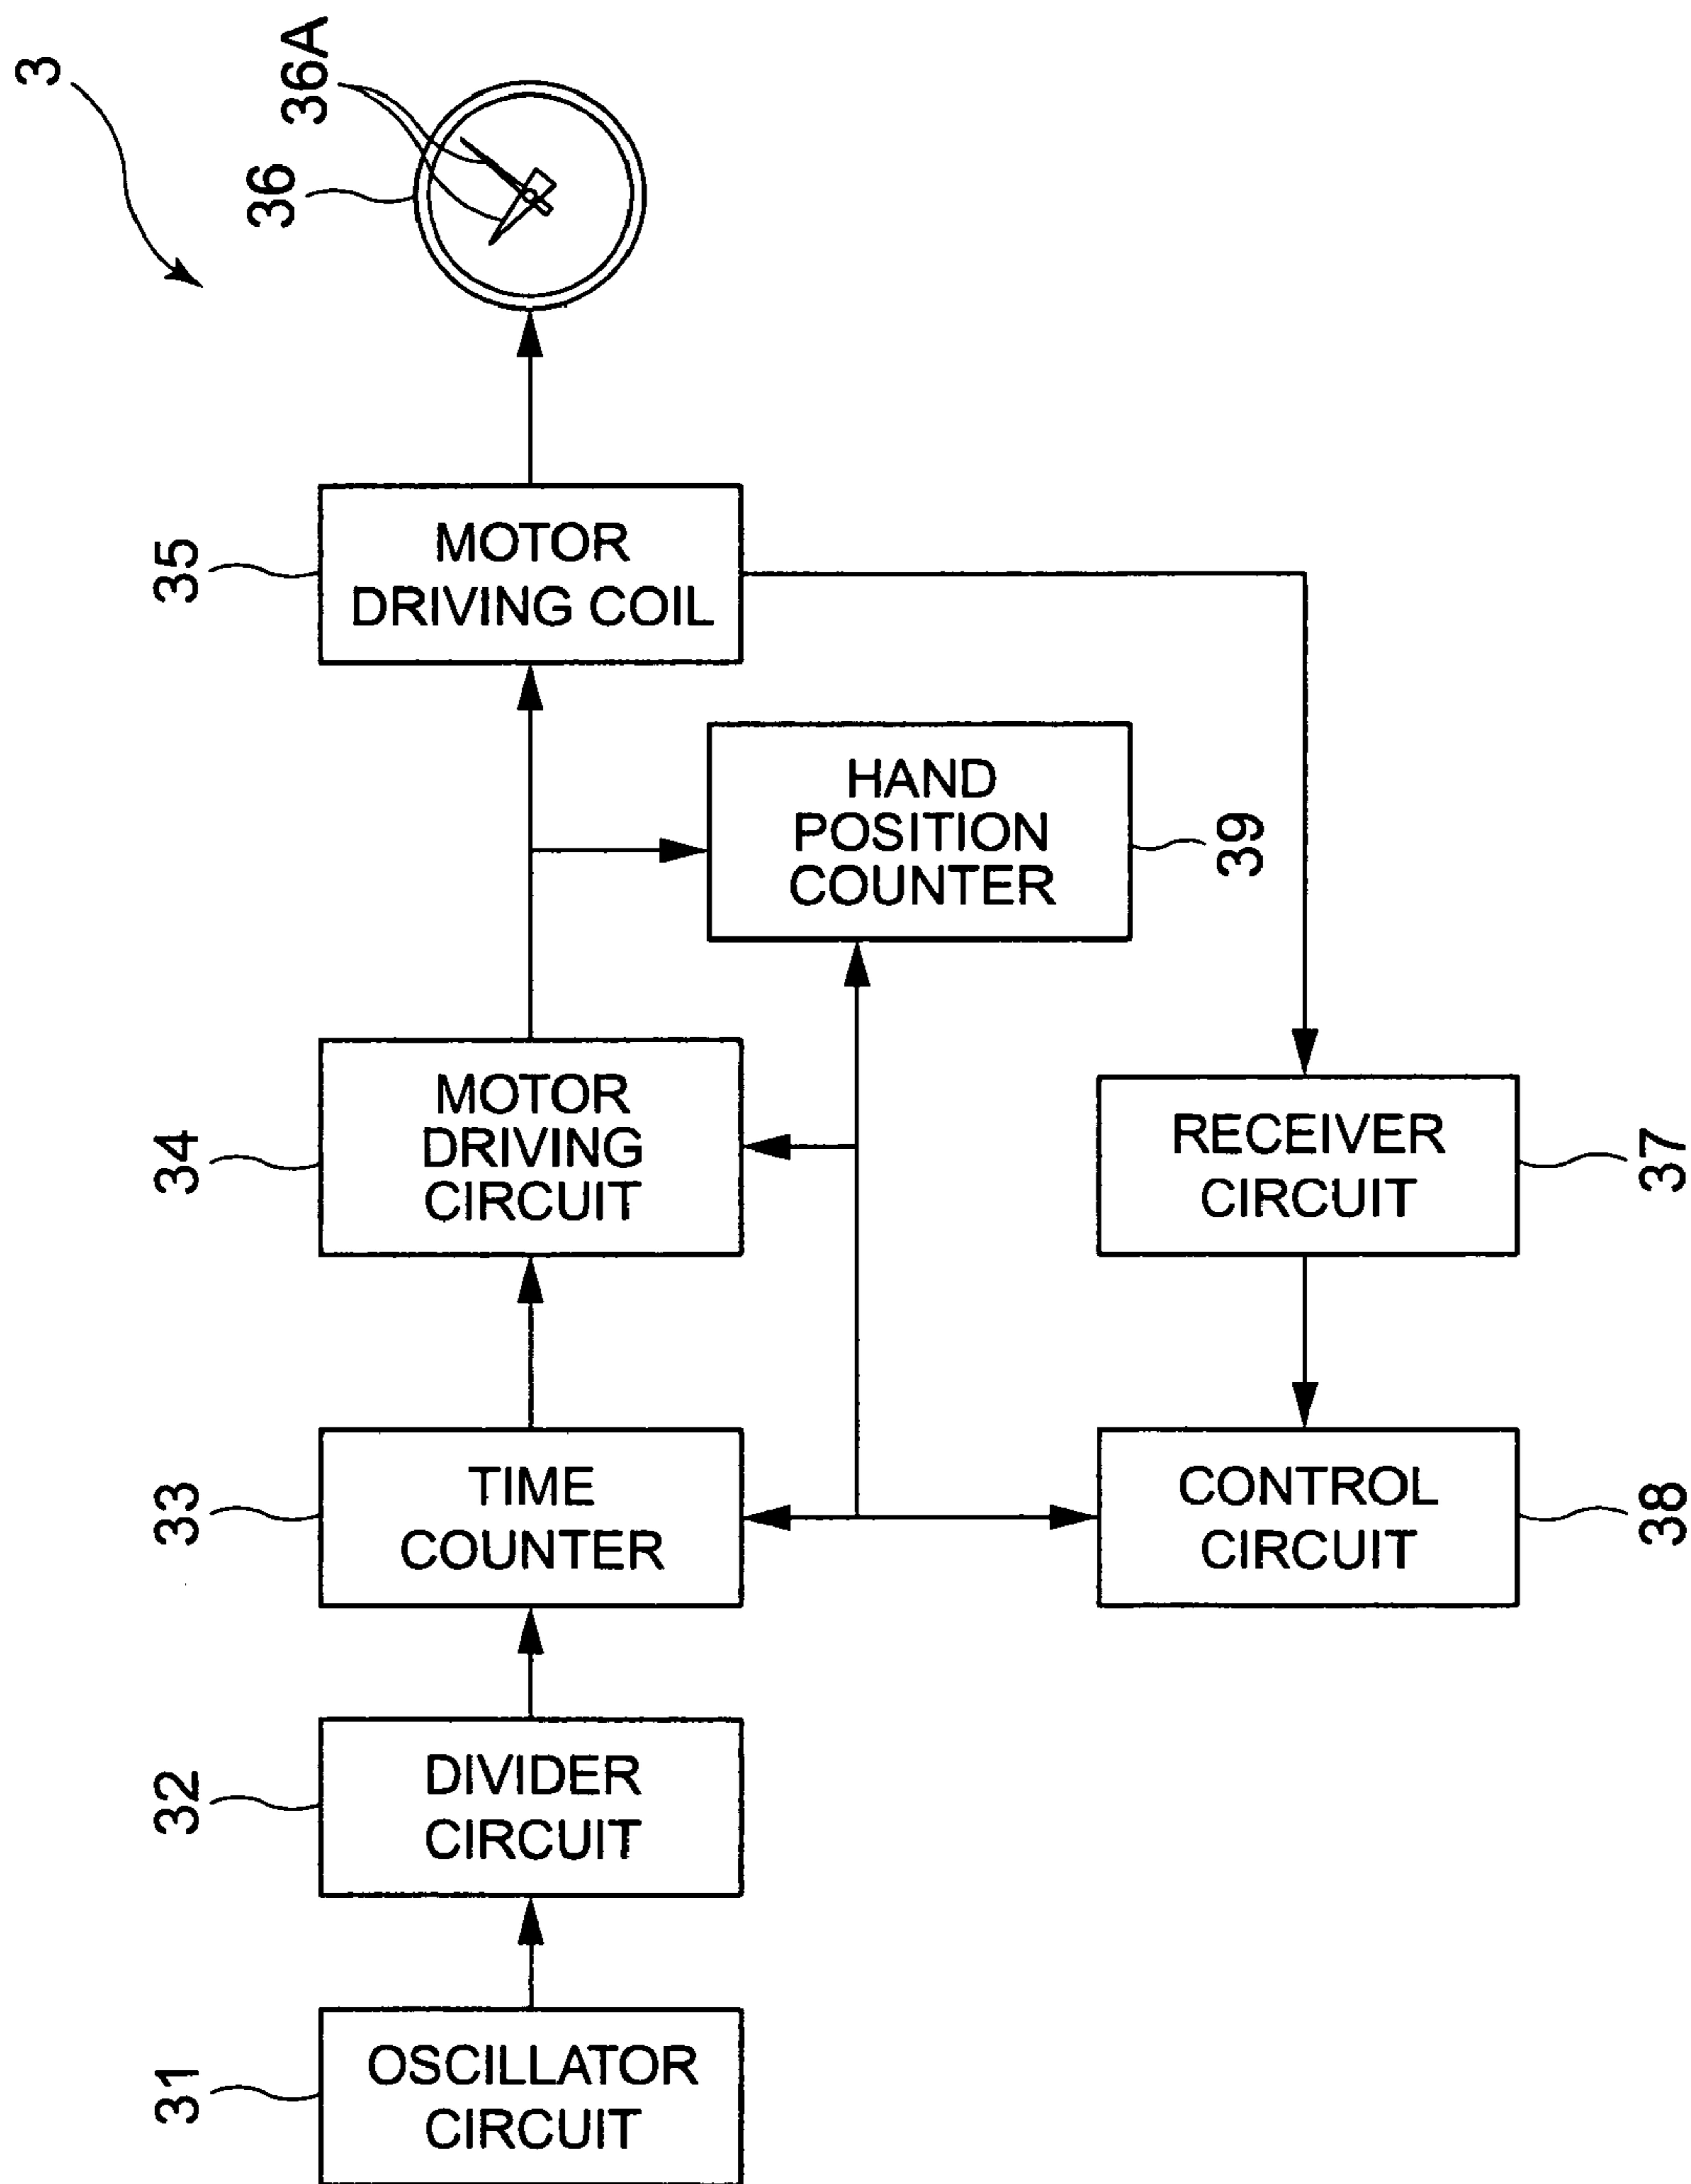 3
36A
36
35
MOTOR
DRIVING COIL
HAND
POSITION
COUNTER
39
34
MOTOR
DRIVING
CIRCUIT
RECEIVER
CIRCUIT
37
33
TIME
COUNTER
CONTROL
CIRCUIT
38
32
DIVIDER
CIRCUIT
31
OSCILLATOR
CIRCUIT